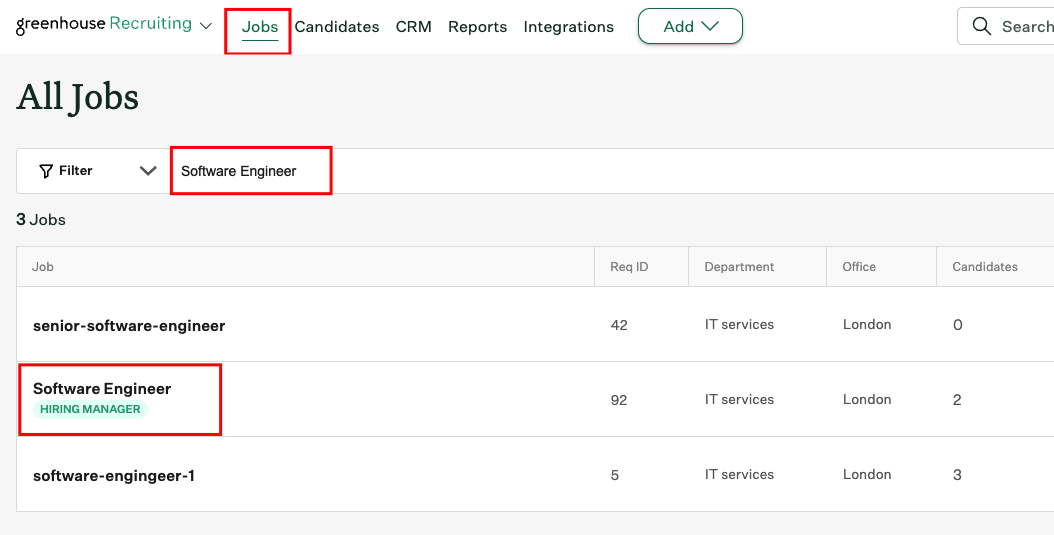 greenhouse Recruiting Jobs Candidates CRM Reports Integrations Add Search
All Jobs
Filter Software Engineer
3 Jobs
Job Req ID Department Office Candidates
senior-software-engineer 42 IT services London 0
Software Engineer 92 IT services London 2
HIRING MANAGER
software-engingeer-1 5 IT services London 3